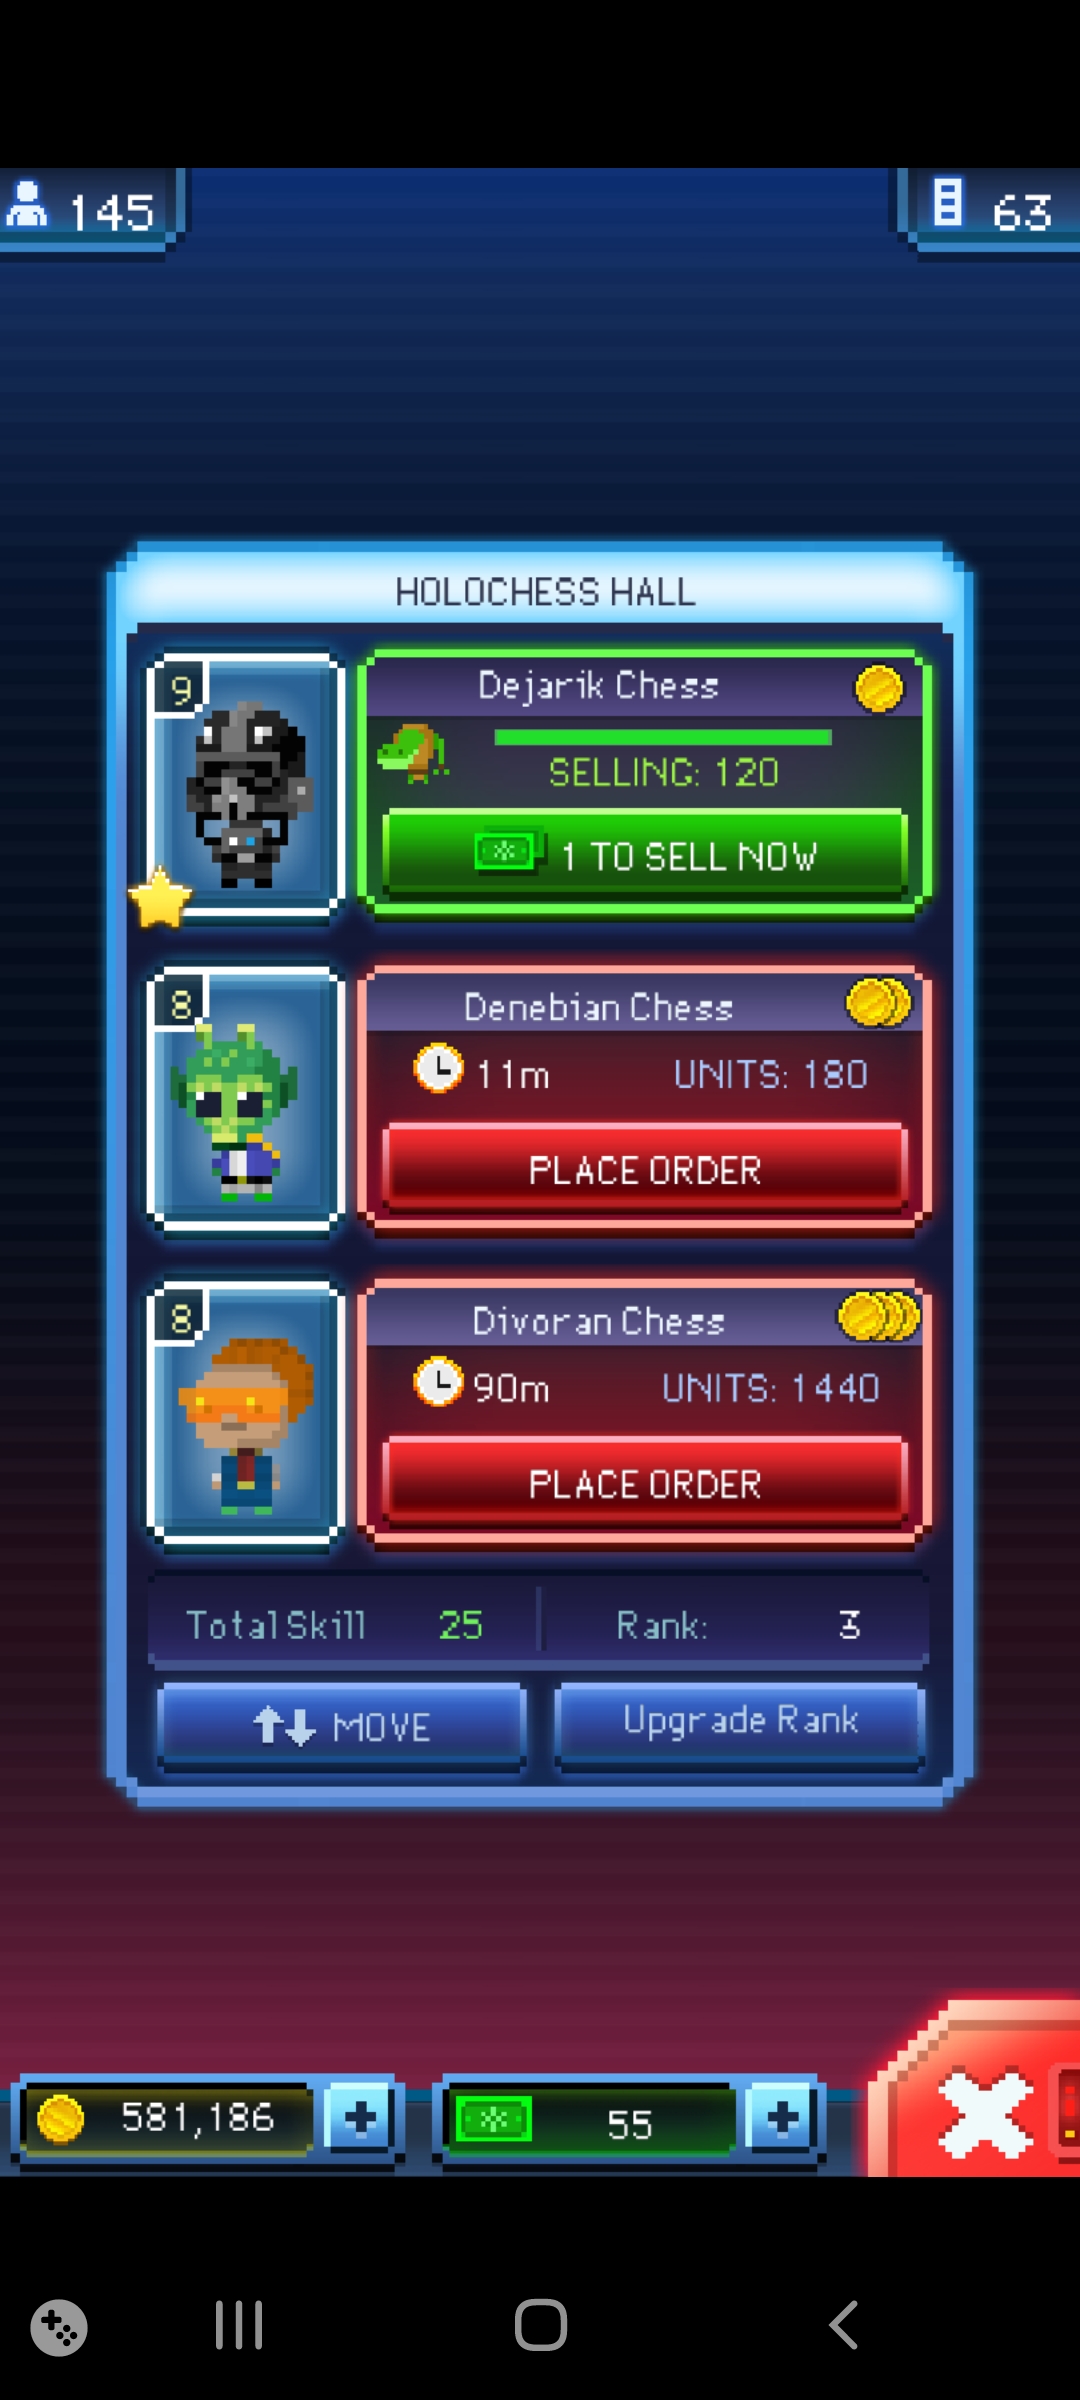 145
63
HOLOCHESS HALL
9
Dejarik Chess
SELLING: 120
1 TO SELL NOW
8
Denebian Chess
11m
UNITS: 180
PLACE ORDER
8
Divoran Chess
90m
UNITS: 1440
PLACE ORDER
Total Skill 25
Rank: 3
MOVE
Upgrade Rank
581,186
55